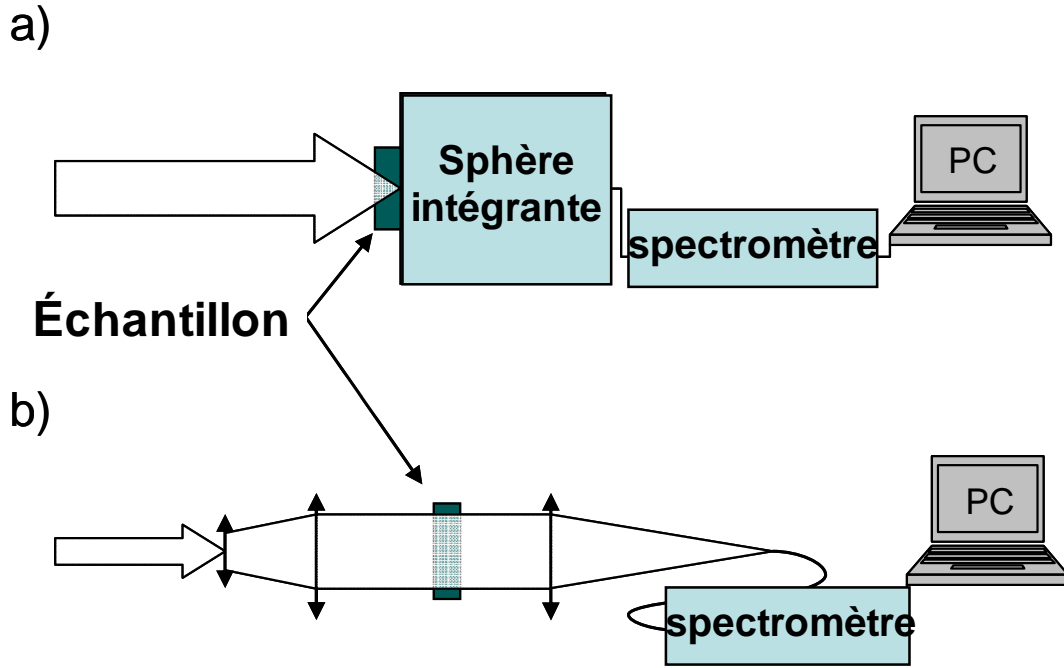 a)
Sphère
intégrante
PC
spectromètre
Échantillon
b)
PC
spectromètre